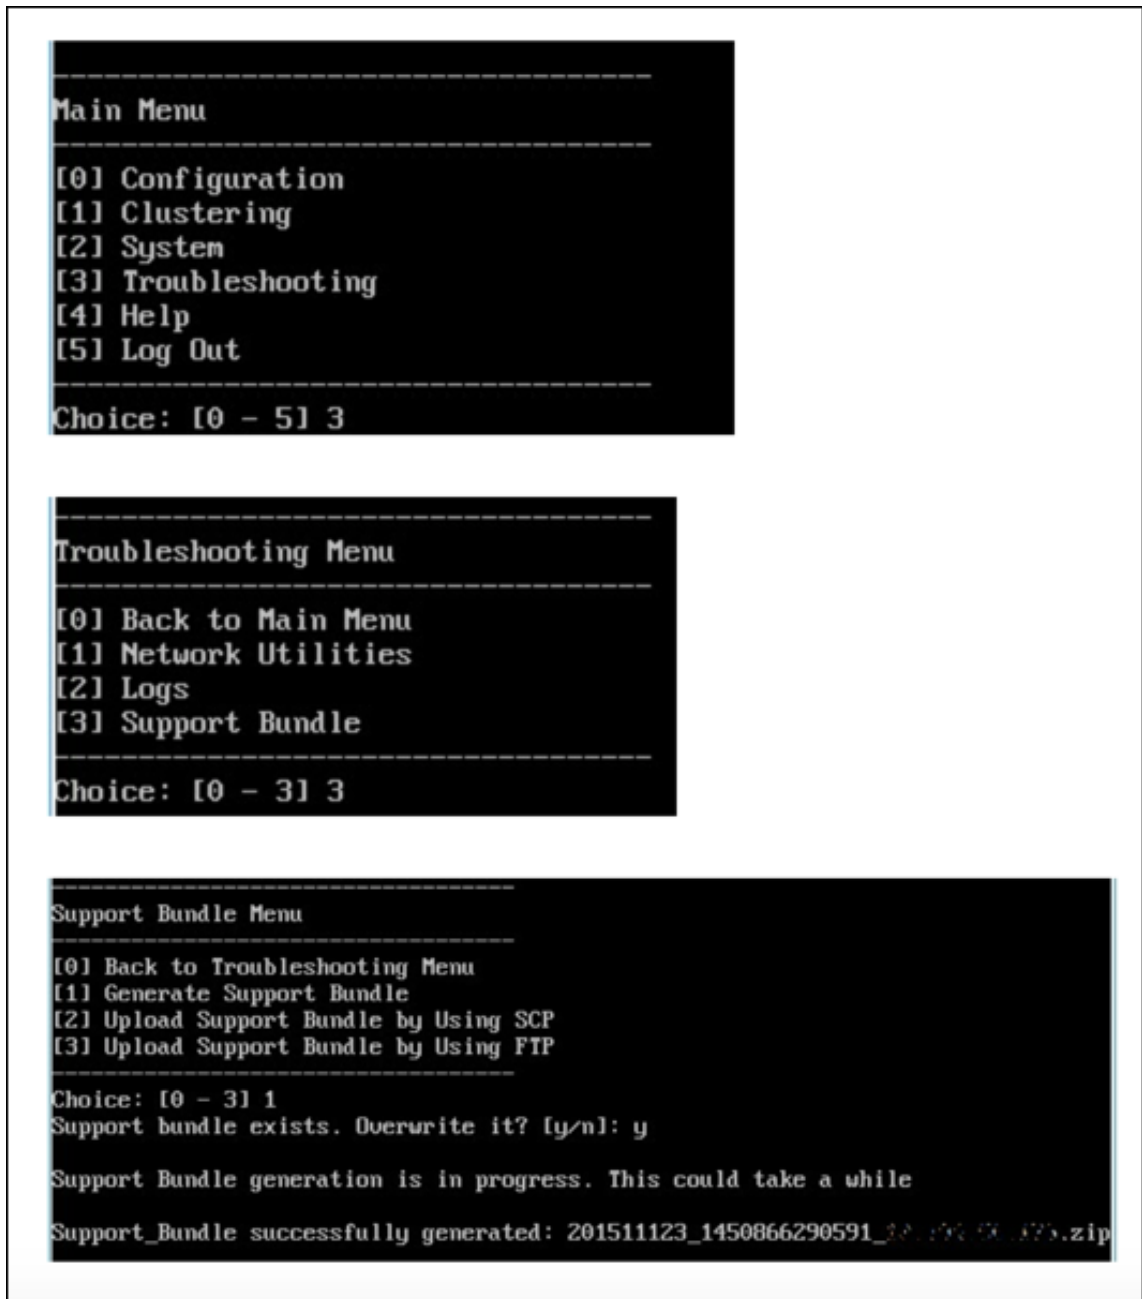 Main Menu
[0] Configuration
[1] Clustering
[2] System
[3] Troubleshooting
[4] Help
[5] Log Out
Choice: [0 - 5] 3
Troubleshooting Menu
[0] Back to Main Menu
[1] Network Utilities
[2] Logs
[3] Support Bundle
Choice: [0 - 3] 3
Support Bundle Menu
[0] Back to Troubleshooting Menu
[1] Generate Support Bundle
[2] Upload Support Bundle by Using SCP
[3] Upload Support Bundle by Using FTP
Choice: [0 - 3] 1
Support bundle exists. Overwrite it? [y/n]: y
Support Bundle generation is in progress. This could take a while
Support_Bundle successfully generated: 201511123_1450866290591_ .zip